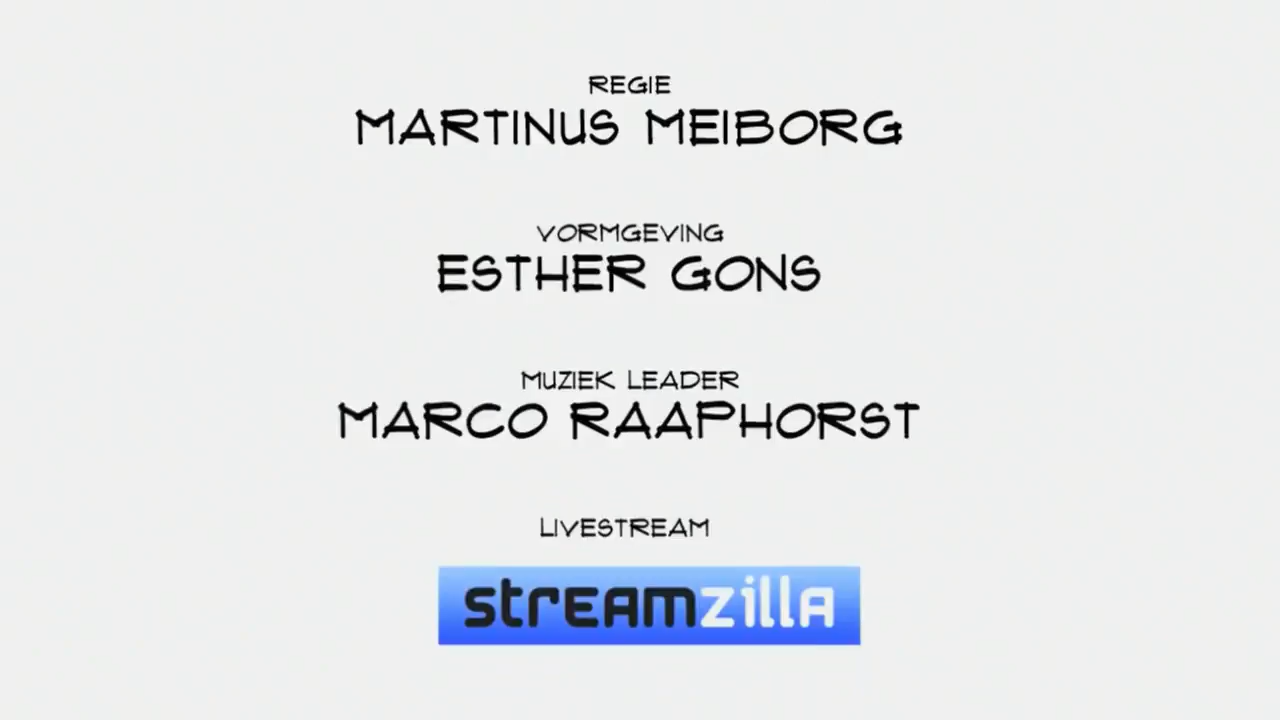 REGIE
MARTINUS MEIBORG
VORMGEVING
ESTHER GONS
MUZIEK LEADER
MARCO RAAPHORST
LIVESTREAM
streamzilla